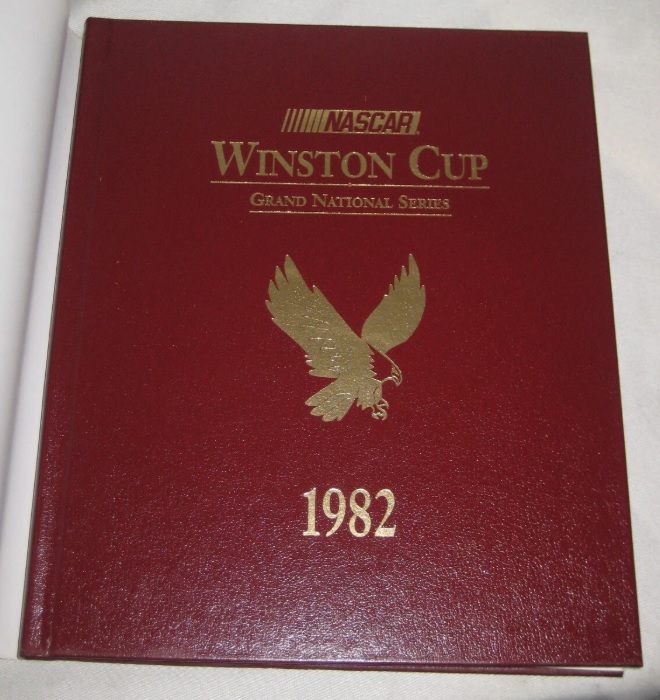 NASCAR
WINSTON CUP
GRAND NATIONAL SERIES
1982